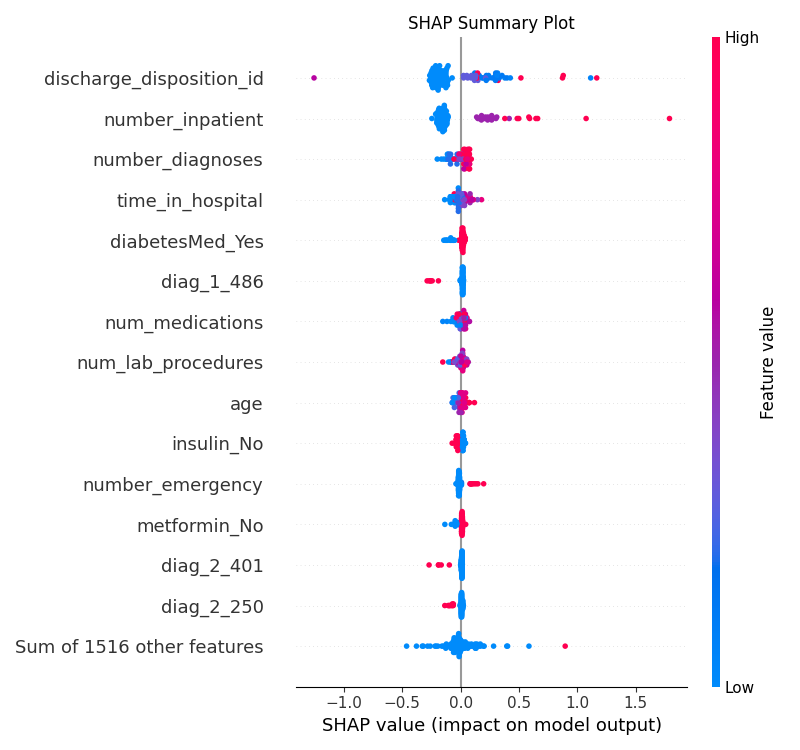 SHAP Summary Plot
High
discharge_disposition_id
number_inpatient
number_diagnoses
time_in_hospital
diabetesMed_Yes
diag_1_486
num_medications
num_lab_procedures
age
insulin_No
number_emergency
metformin_No
diag_2_401
diag_2_250
Sum of 1516 other features
Feature value
Low
−1.0 −0.5 0.0 0.5 1.0 1.5
SHAP value (impact on model output)